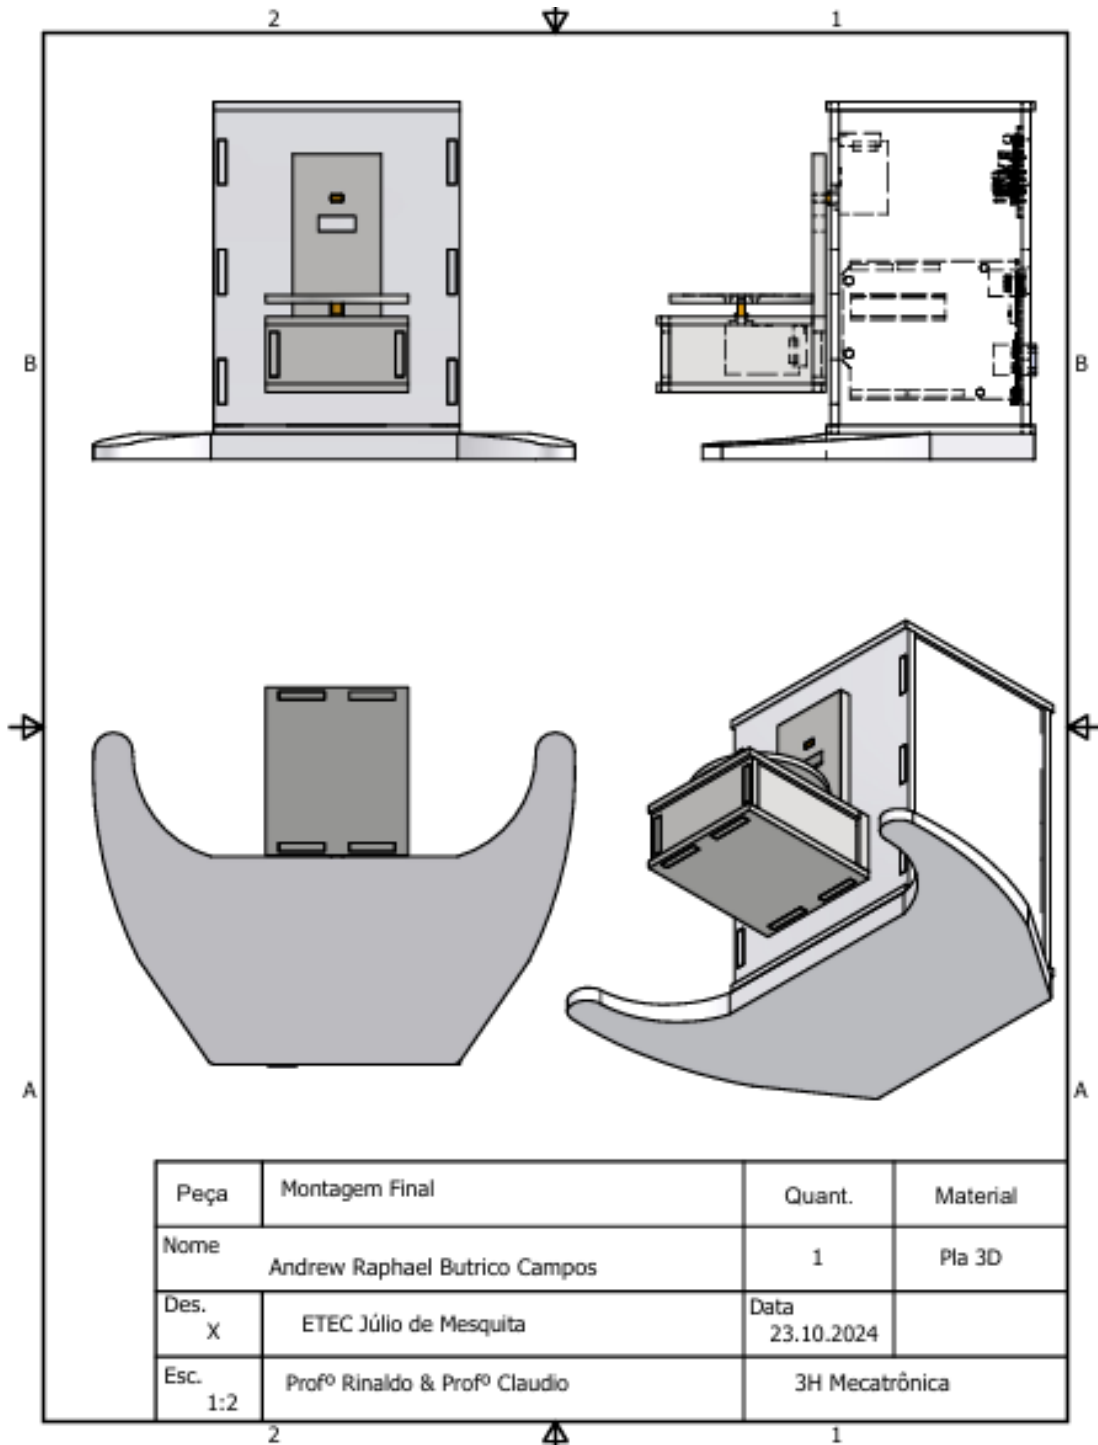 2 1
B B
A A
Peça Montagem Final Quant. Material
Nome Andrew Raphael Butrico Campos 1 Pla 3D
Des. X ETEC Júlio de Mesquita Data 23.10.2024
Esc. 1:2 Profº Rinaldo & Profº Claudio 3H Mecatrônica
2 1